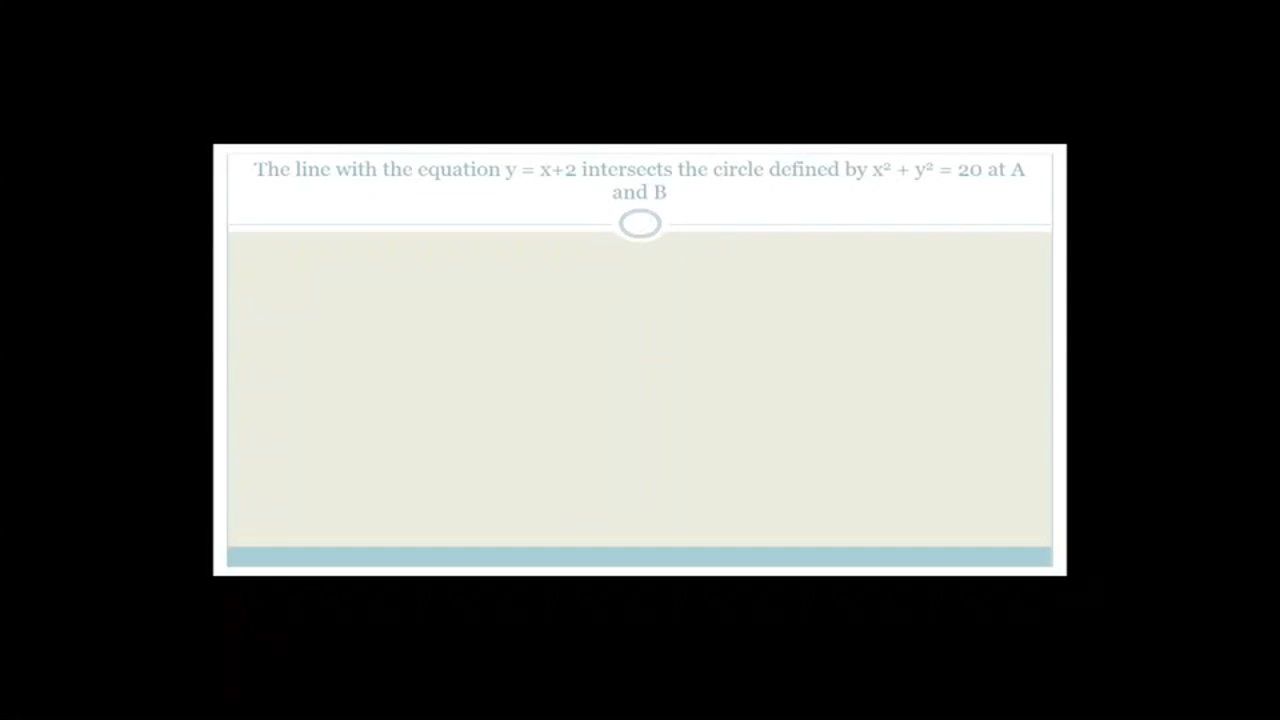 The line with the equation y = x+2 intersects the circle defined by x² + y² = 20 at A
and B